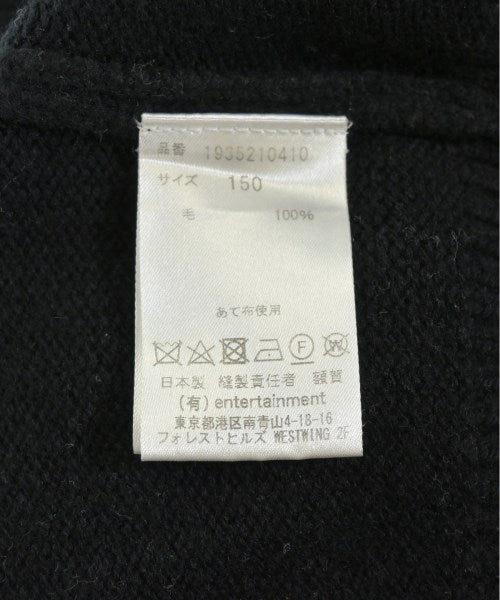 品番 1935210410
サイズ 150
毛 100%
あて布使用
F W
日本製 縫製責任者 額賀
(有) entertainment
東京都港区南青山4-18-16
フォレストヒルズ WESTWING 2F